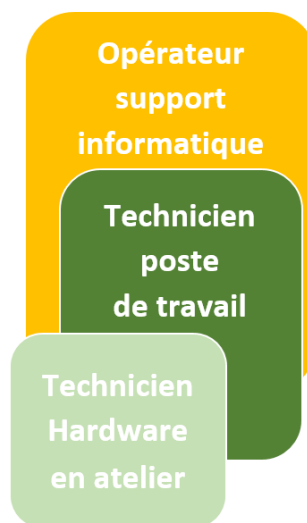 Opérateur
support
informatique
Technicien
poste
de travail
Technicien
Hardware
en atelier